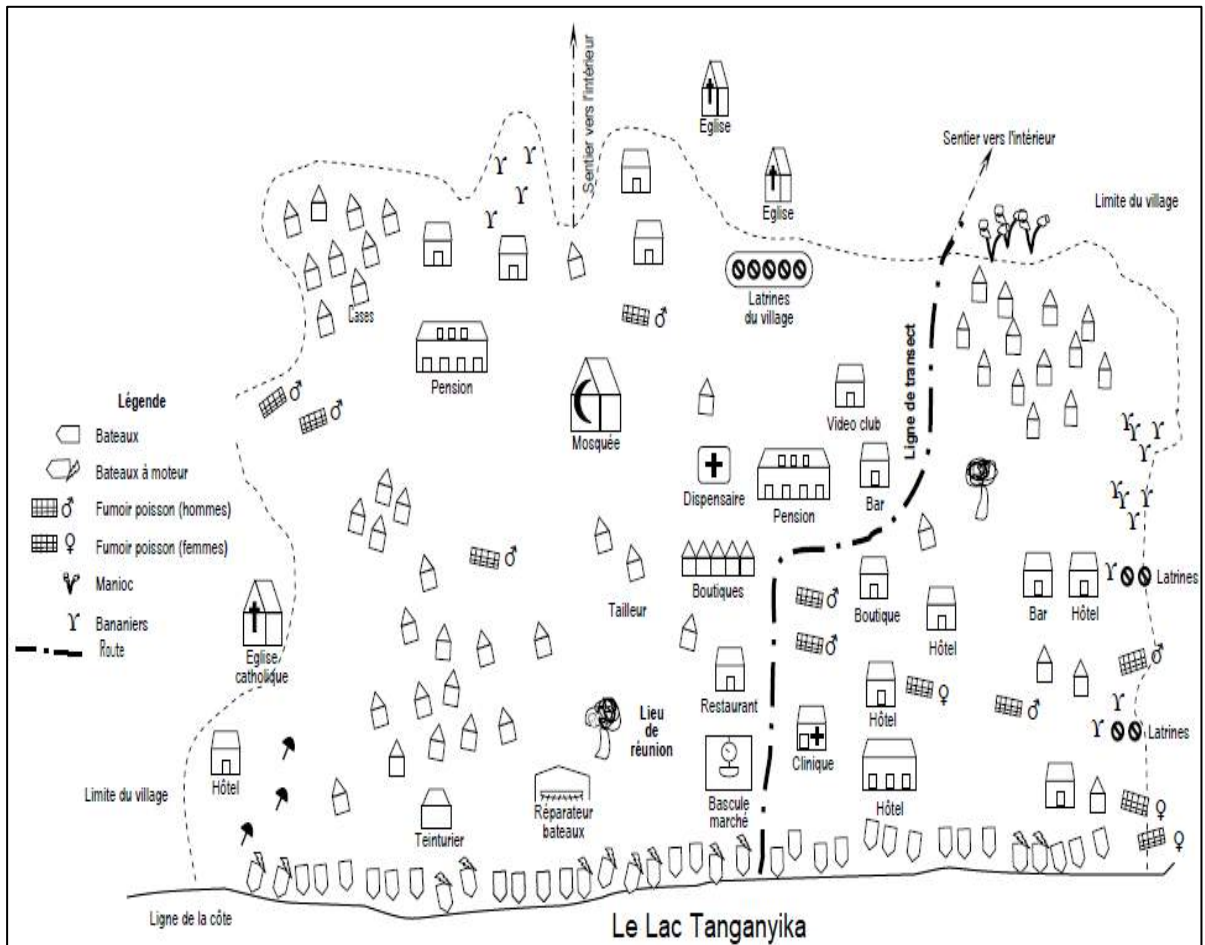 Sentier vers l'intérieur
Eglise
Sentier vers l'intérieur
Eglise
Limite du village
Latrines
du village
Cases
Pension
Mosquée
Video club
Ligne de transect
Dispensaire
Pension
Bar
Légende
Bateaux
Bateaux à moteur
Fumoir poisson (hommes)
Fumoir poisson (femmes)
Manioc
Bananiers
Route
Boutiques
Tailleur
Boutique
Hôtel
Bar
Hôtel
Latrines
Eglise
catholique
Restaurant
Hôtel
Lieu
de
réunion
Clinique
Latrines
Hôtel
Limite du village
Teinturier
Réparateur
bateaux
Bascule
marché
Hôtel
Ligne de la côte
Le Lac Tanganyika